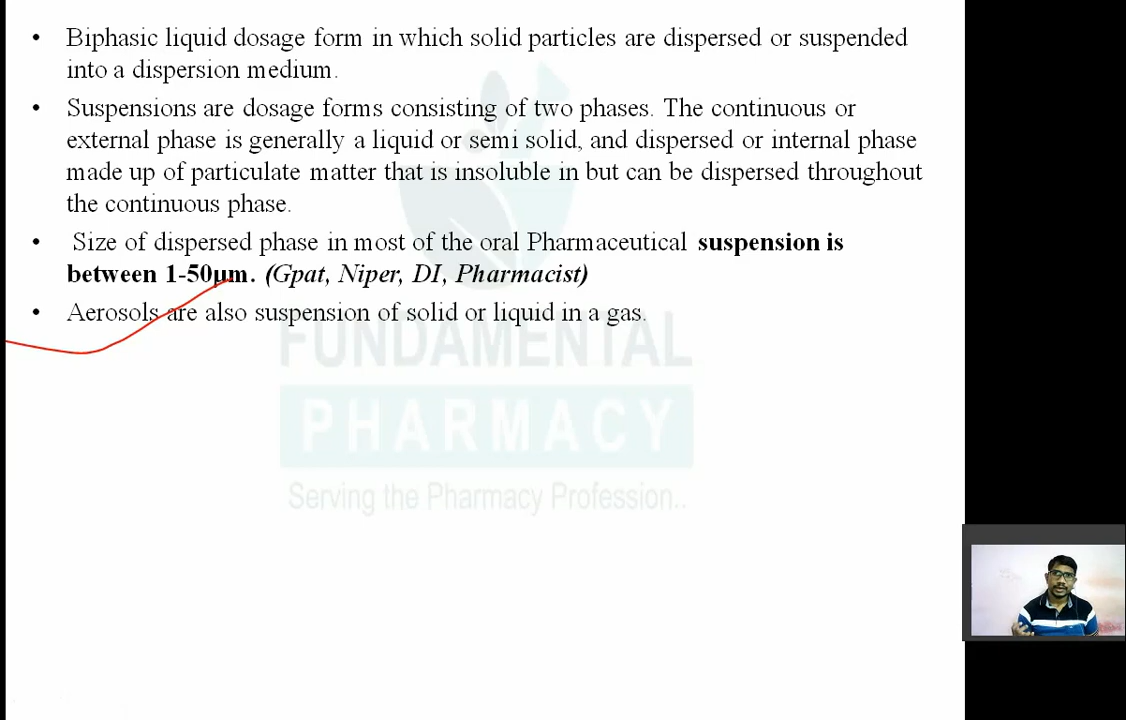 • Biphasic liquid dosage form in which solid particles are dispersed or suspended
into a dispersion medium.
• Suspensions are dosage forms consisting of two phases. The continuous or
external phase is generally a liquid or semi solid, and dispersed or internal phase
made up of particulate matter that is insoluble in but can be dispersed throughout
the continuous phase.
• Size of dispersed phase in most of the oral Pharmaceutical suspension is
between 1-50µm. (Gpat, Niper, DI, Pharmacist)
• Aerosols are also suspension of solid or liquid in a gas.
FUNDAMENTAL
PHARMACY
Serving the Pharmacy Profession..